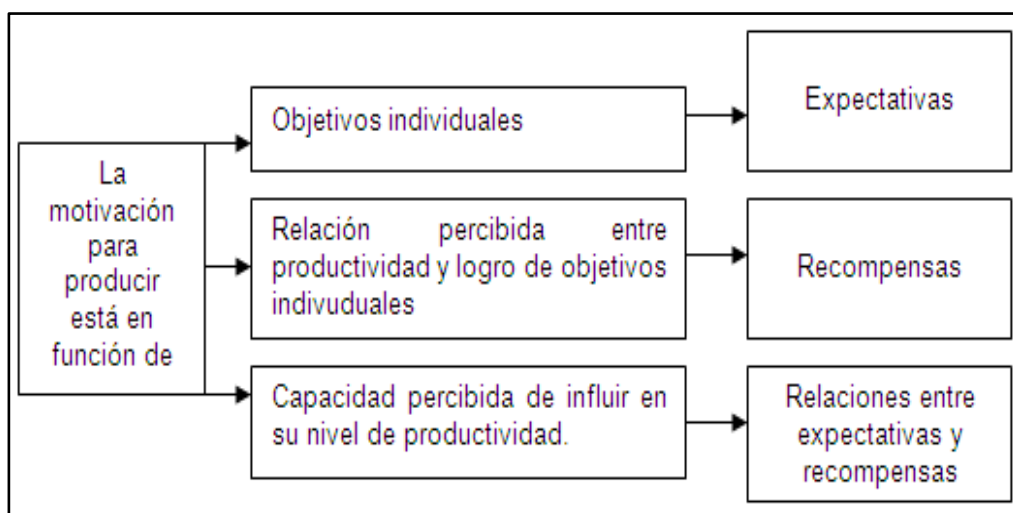 La
motivación
para
producir
está en
función de
Objetivos individuales
Expectativas
Relación percibida entre
productividad y logro de objetivos
indivuduales
Recompensas
Capacidad percibida de influir en
su nivel de productividad.
Relaciones entre
expectativas y
recompensas